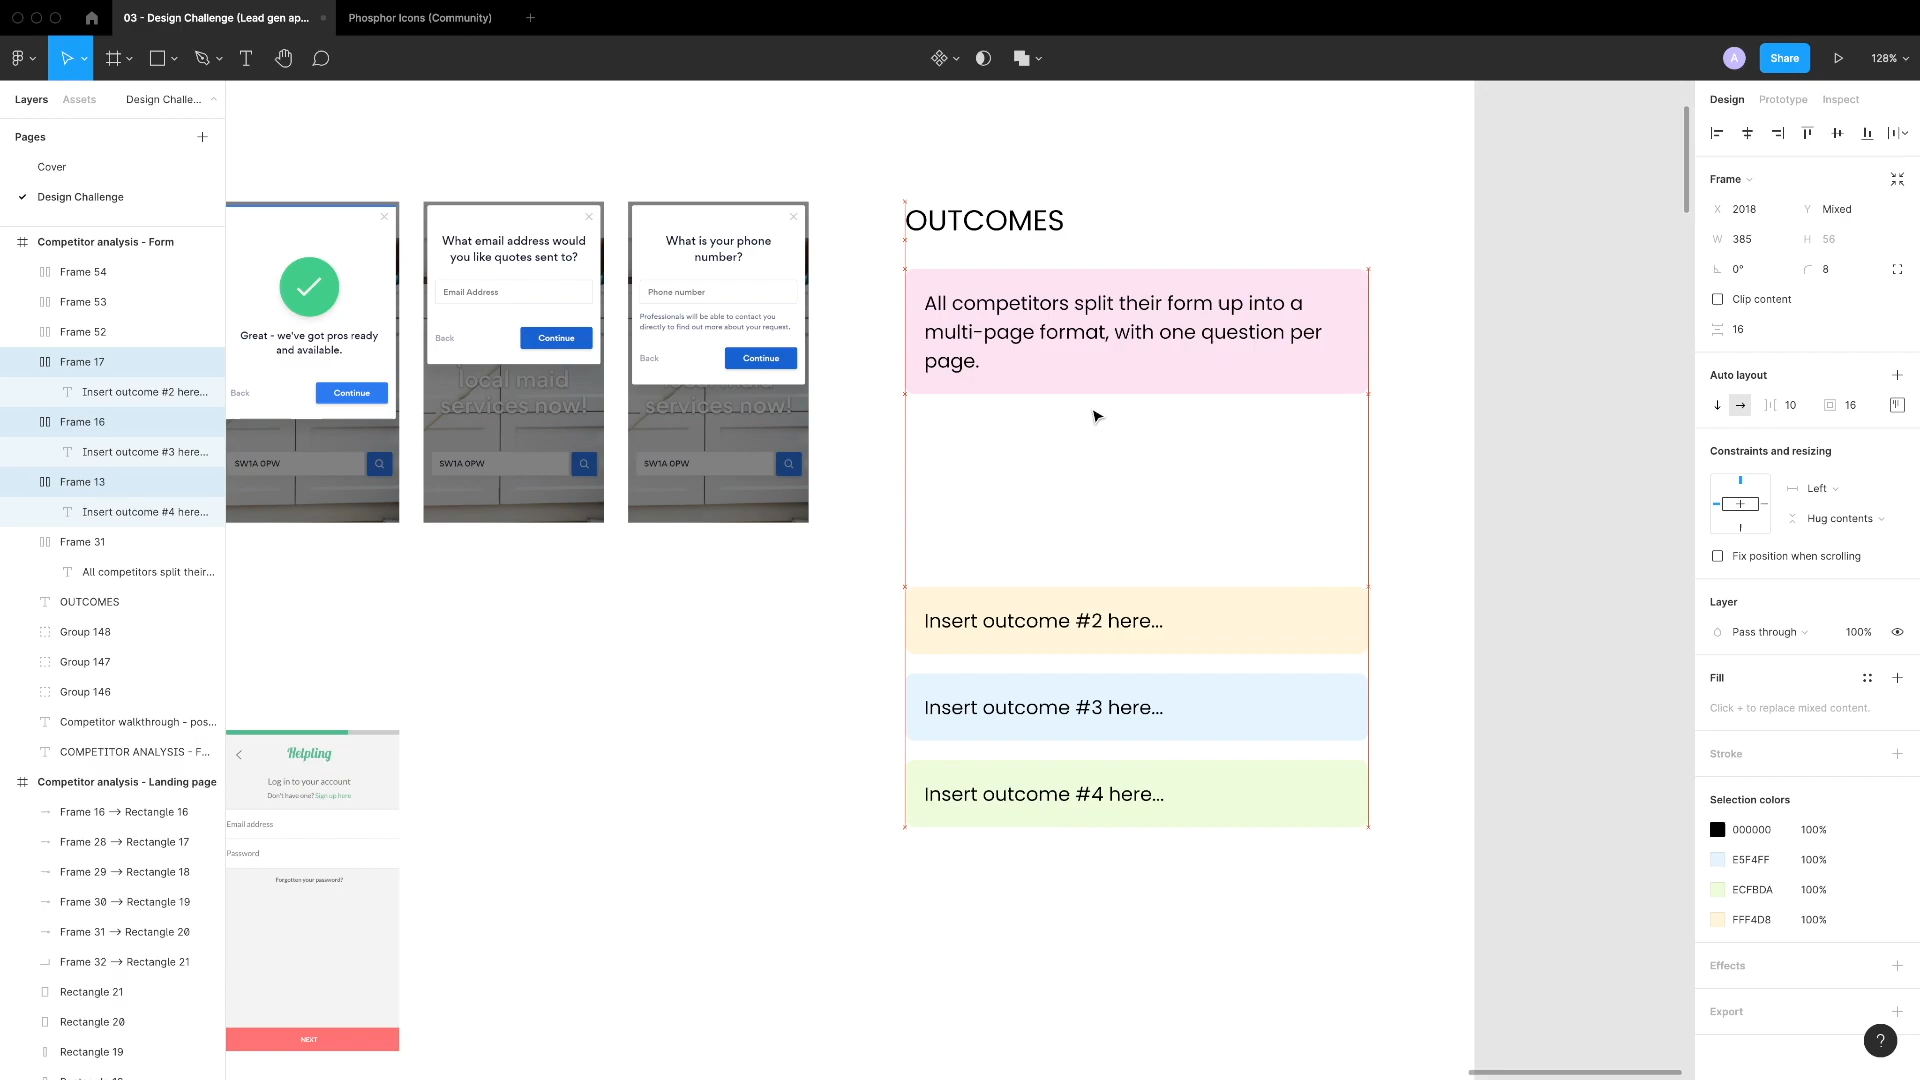 03 - Design Challenge (Lead gen ap...
Phosphor Icons (Community)
A
Share
128%
Layers
Assets
Design Challe...
Pages
Cover
Design Challenge
Competitor analysis - Form
Frame 54
Frame 53
Frame 52
Frame 17
Insert outcome #2 here...
Frame 16
Insert outcome #3 here...
Frame 13
Insert outcome #4 here...
Frame 31
All competitors split their...
OUTCOMES
Group 148
Group 147
Group 146
Competitor walkthrough - pos...
COMPETITOR ANALYSIS - F...
Competitor analysis - Landing page
Frame 16 → Rectangle 16
Frame 28 → Rectangle 17
Frame 29 → Rectangle 18
Frame 30 → Rectangle 19
Frame 31 → Rectangle 20
Frame 32 → Rectangle 21
Rectangle 21
Rectangle 20
Rectangle 19
Great - we've got pros ready
and available.
Back
Continue
SW1A 0PW
What email address would
you like quotes sent to?
Email Address
Back
Continue
local maid
services now!
SW1A 0PW
What is your phone
number?
Phone number
Professionals will be able to contact you
directly to find out more about your request.
Back
Continue
services now!
SW1A 0PW
Helpling
Log in to your account
Don't have one? Sign up here
Email address
Password
Forgotten your password?
NEXT
OUTCOMES
All competitors split their form up into a
multi-page format, with one question per
page.
Insert outcome #2 here...
Insert outcome #3 here...
Insert outcome #4 here...
Design
Prototype
Inspect
Frame
X 2018
Y Mixed
W 385
H 56
0°
8
Clip content
16
Auto layout
10
16
Constraints and resizing
Left
Hug contents
Fix position when scrolling
Layer
Pass through
100%
Fill
Click + to replace mixed content.
Stroke
Selection colors
000000 100%
E5F4FF 100%
ECFBDA 100%
FFF4D8 100%
Effects
Export
?